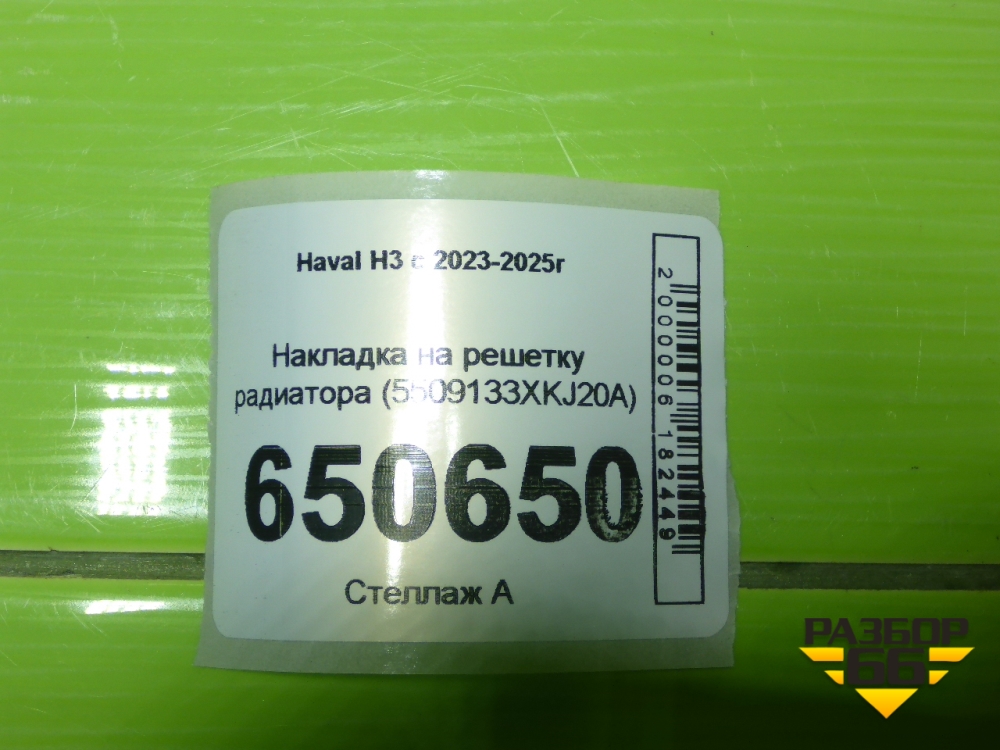 Haval H3 с 2023-2025г
Накладка на решетку
радиатора (5509133XKJ20A)
650650
Стеллаж А
2000006182449
РАЗБОР
66